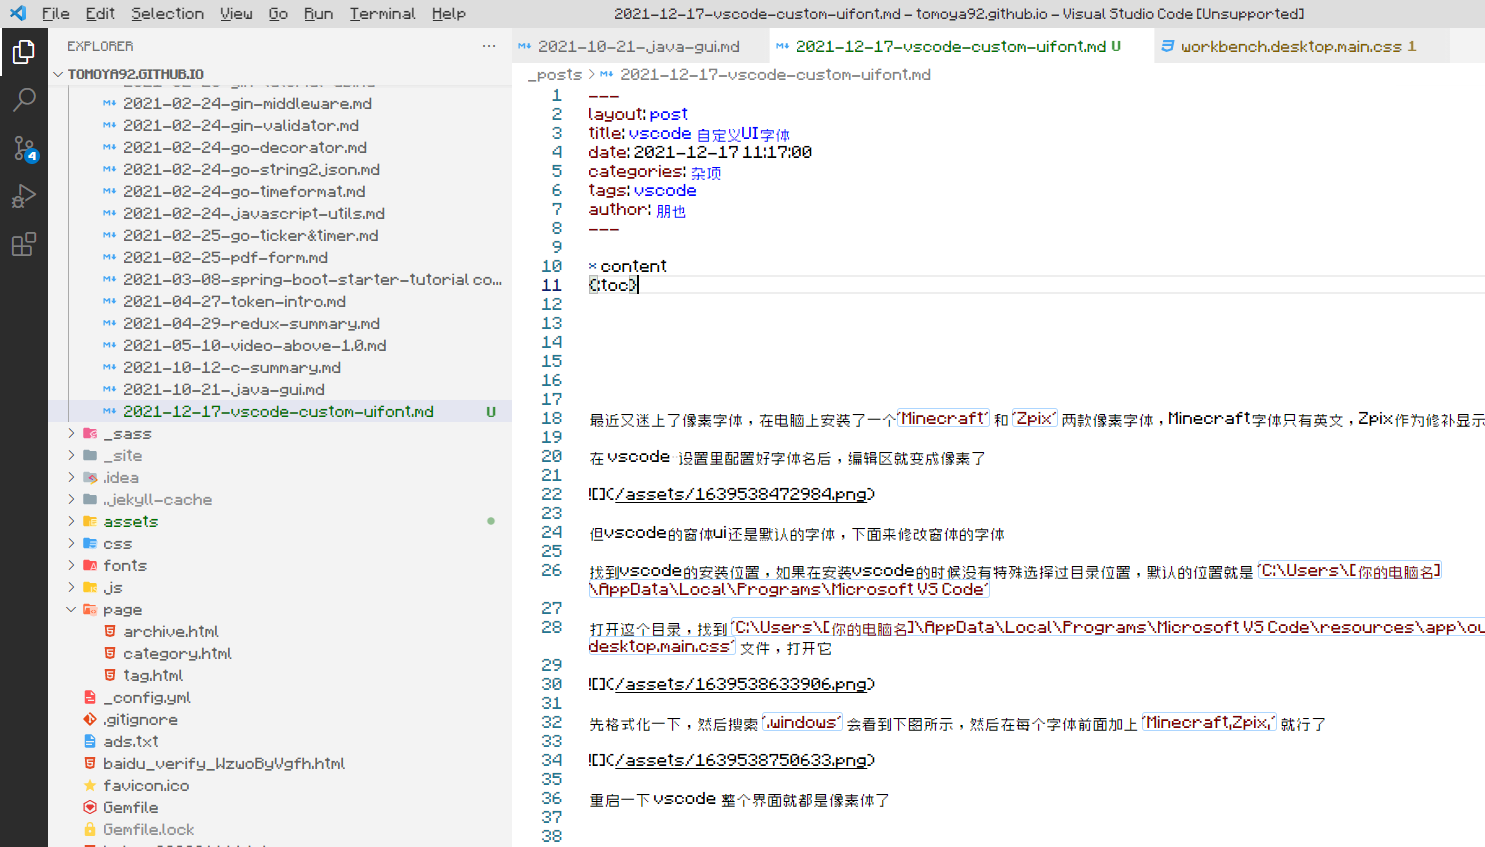 File Edit Selection View Go Run Terminal Help 2021-12-17-vscode-custom-uifont.md - tomoya92.github.io - Visual Studio Code [Unsupported]
EXPLORER ...
TOMOYA92.GITHUB.IO
2021-02-24-gin-middleware.md
2021-02-24-gin-validator.md
2021-02-24-go-decorator.md
2021-02-24-go-string2json.md
2021-02-24-go-timeformat.md
2021-02-24-javascript-utils.md
2021-02-25-go-ticker&timer.md
2021-02-25-pdf-form.md
2021-03-08-spring-boot-starter-tutorial co...
2021-04-27-token-intro.md
2021-04-29-redux-summary.md
2021-05-10-video-above-1.0.md
2021-10-12-c-summary.md
2021-10-21-java-gui.md
2021-12-17-vscode-custom-uifont.md U
_sass
_site
.idea
.jekyll-cache
assets
css
fonts
js
page
archive.html
category.html
tag.html
_config.yml
.gitignore
ads.txt
baidu_verify_WzwoByVgfh.html
favicon.ico
Gemfile
Gemfile.lock
4
2021-10-21-java-gui.md 2021-12-17-vscode-custom-uifont.md U workbench.desktop.main.css 1
_posts > 2021-12-17-vscode-custom-uifont.md
1 ---
2 layout: post
3 title: vscode 自定义UI字体
4 date: 2021-12-17 11:17:00
5 categories: 杂项
6 tags: vscode
7 author: 朋也
8 ---
9
10 * content
11 {:toc}
12
13
14
15
16
17
18 最近又迷上了像素字体，在电脑上安装了一个`Minecraft` 和 `Zpix` 两款像素字体，Minecraft字体只有英文，Zpix作为修补显示
19
20 在 vscode 设置里配置好字体名后，编辑区就变成像素了
21
22 ![](/assets/1639538472984.png)
23
24 但vscode的窗体ui还是默认的字体，下面来修改窗体的字体
25
26 找到vscode的安装位置，如果在安装vscode的时候没有特殊选择过目录位置，默认的位置就是 `C:\Users\[你的电脑名]
\AppData\Local\Programs\Microsoft VS Code`
27
28 打开这个目录，找到 `C:\Users\[你的电脑名]\AppData\Local\Programs\Microsoft VS Code\resources\app\ou
desktop.main.css` 文件，打开它
29
30 ![](/assets/1639538633906.png)
31
32 先格式化一下，然后搜索 `.windows` 会看到下图所示，然后在每个字体前面加上 `Minecraft,Zpix,` 就行了
33
34 ![](/assets/1639538750633.png)
35
36 重启一下 vscode 整个界面就都是像素体了
37
38